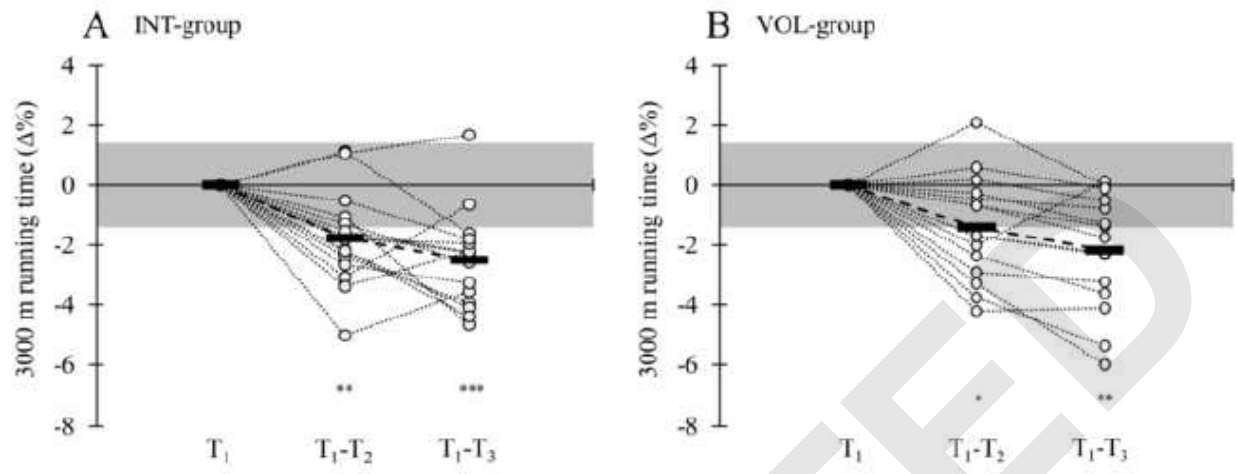 A INT-group
3000 m running time (Δ%)
4
2
0
-2
-4
-6
-8
** ***
T₁ T₁-T₂ T₁-T₃
B VOL-group
3000 m running time (Δ%)
4
2
0
-2
-4
-6
-8
* **
T₁ T₁-T₂ T₁-T₃
TED